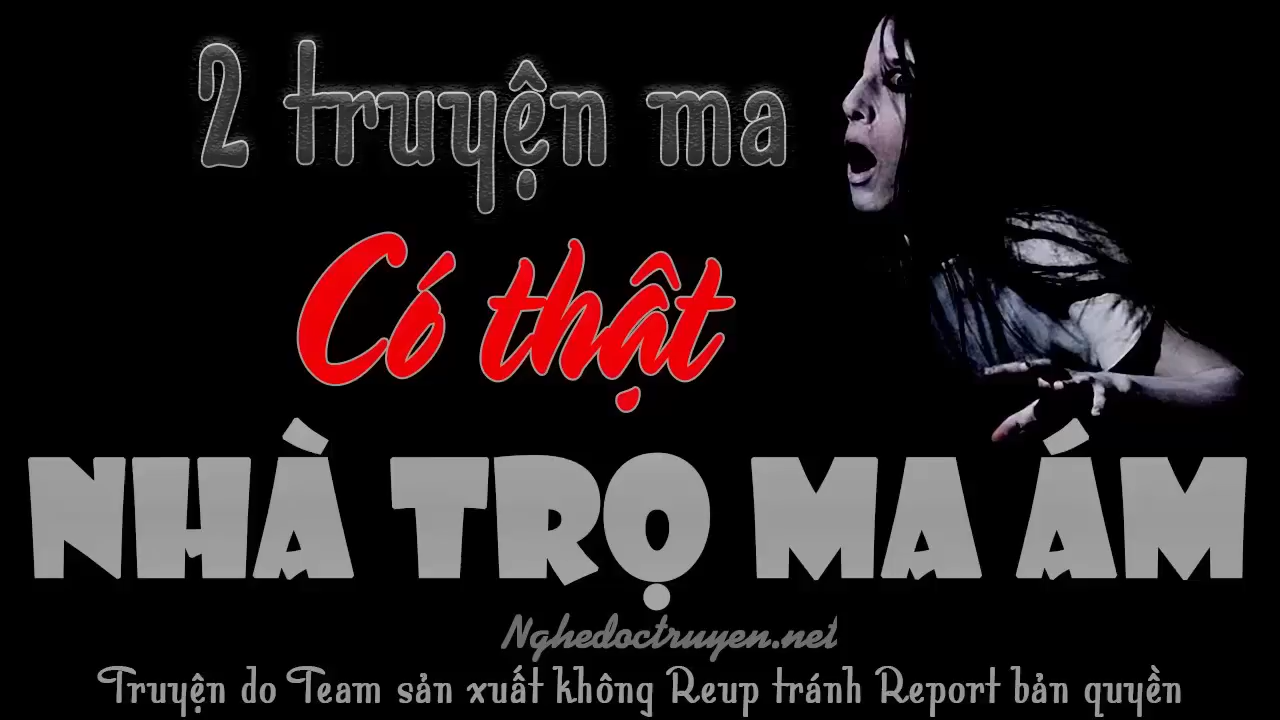 2 truyện ma
Có thật
NHÀ TRỌ MA ÁM
Nghedoctruyen.net
Truyện do Team sản xuất không Reup tránh Report bản quyền